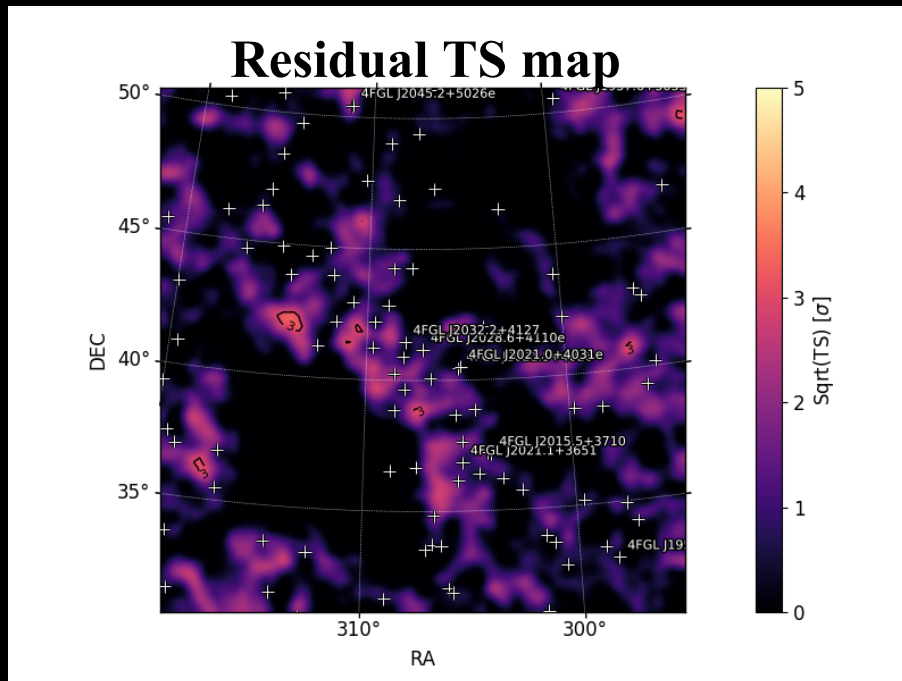 Residual TS map
50°
45°
40°
35°
DEC
310°
300°
RA
4FGL J2045.2+5026e
4FGL J2032.2+4127
4FGL J2028.6+4110e
4FGL J2021.0+4031e
4FGL J2015.5+3710
4FGL J2021.1+3651
4FGL J19
3
3
3
3
5
4
3
2
1
0
Sqrt(TS) [σ]